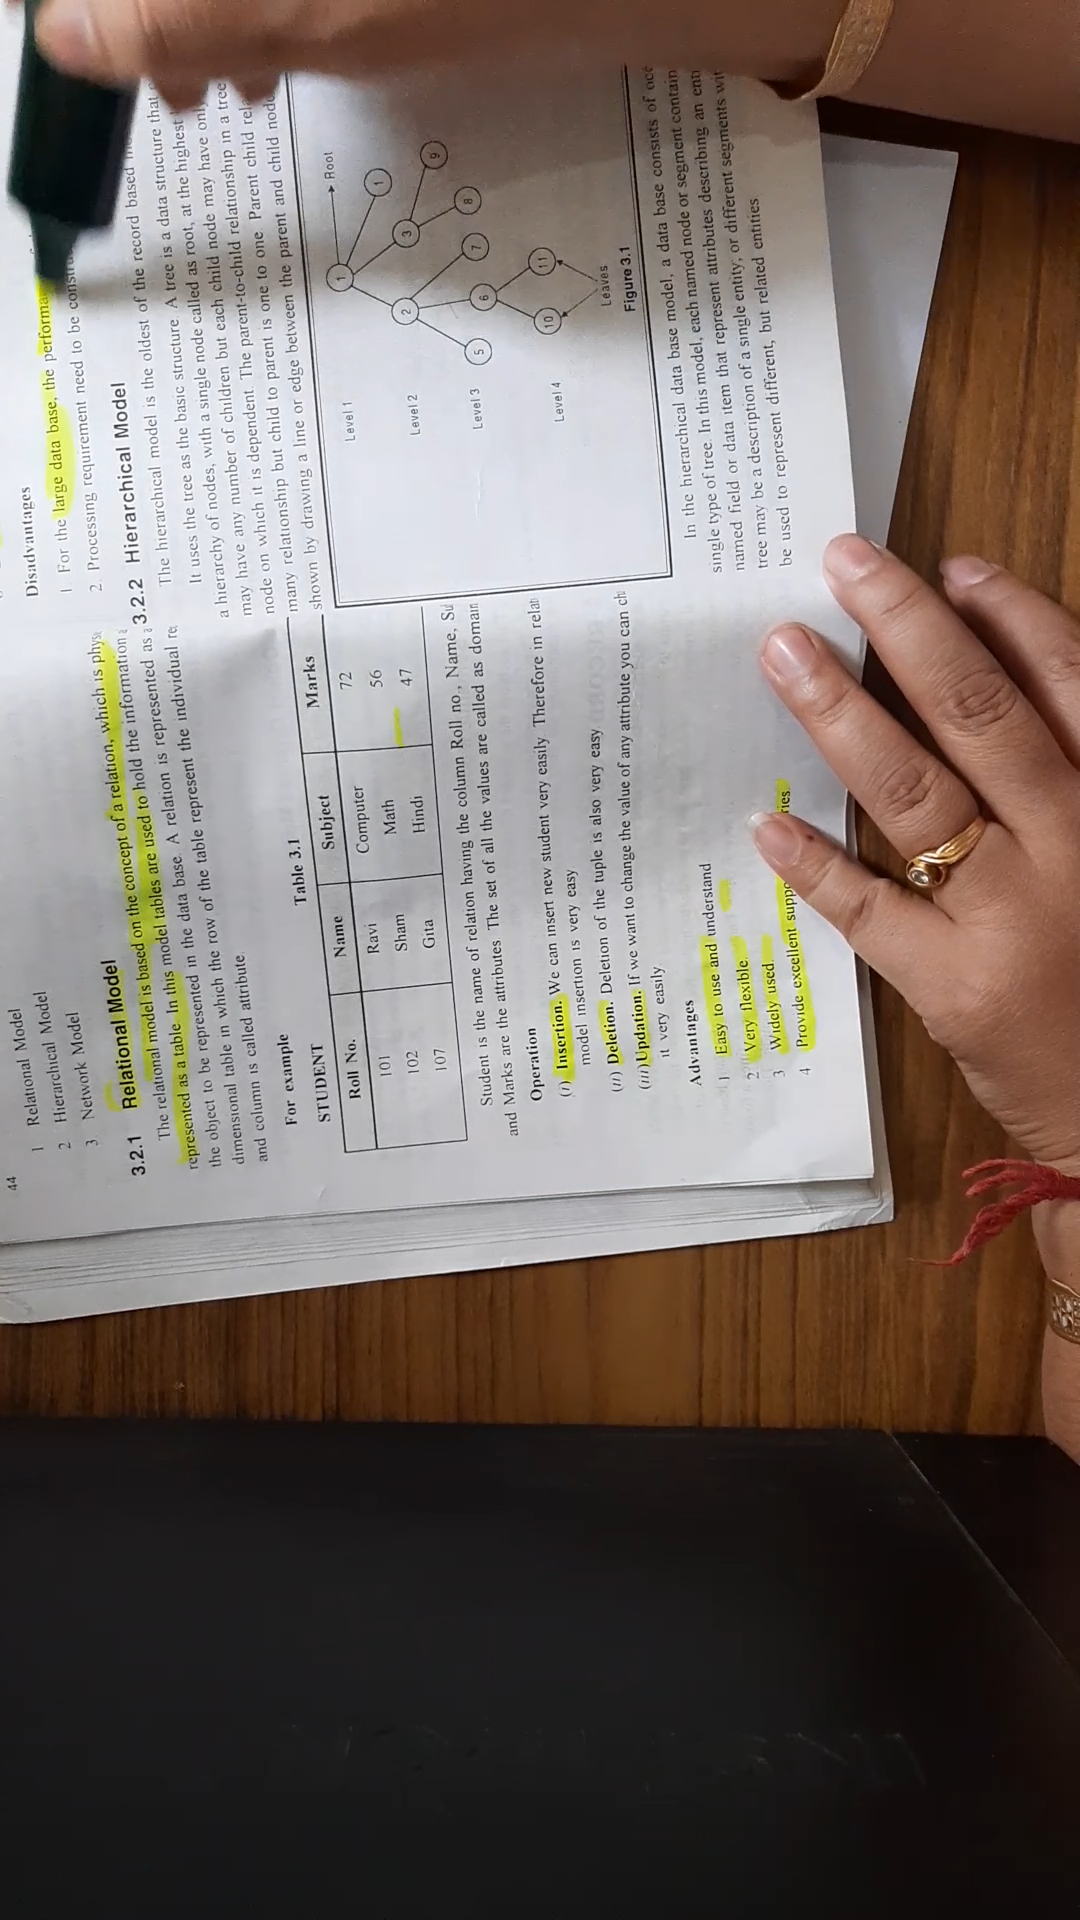 44
1 Relational Model
2 Hierarchical Model
3 Network Model
3.2.1 Relational Model
The relational model is based on the concept of a relation, which is
represented as a table. In this model tables are used to hold the information
the object to be represented in the data base. A relation is represented as
dimensional table in which the row of the table represent the individual
and column is called attribute.
For example
Table 3.1
STUDENT
Roll No. Name Subject Marks
101 Ravi Computer 72
102 Sham Math 56
107 Gita Hindi 47
Student is the name of relation having the column Roll no., Name,
and Marks are the attributes The set of all the values are called as
Operation
(i) Insertion. We can insert new student very easily Therefore in
model insertion is very easy
(ii) Deletion. Deletion of the tuple is also very easy
(iii) Updation. If we want to change the value of any attribute you can
it very easily.
Advantages
1 Easy to use and understand
2 Very flexible.
3 Widely used.
4 Provide excellent
Disadvantages
1 For the large data base, the
2. Processing requirement need to be
3.2.2 Hierarchical Model
The hierarchical model is the oldest of the record based
It uses the tree as the basic structure. A tree is a data structure that
a hierarchy of nodes, with a single node called as root, at the highest
may have any number of children but each child node may have only
node on which it is dependent. The parent-to-child relationship in a tree
many relationship but child to parent is one to one. Parent child
shown by drawing a line or edge between the parent and child
Level 1 1 Root
Level 2 2 3 1
Level 3 5 6 7 8 9
Level 4 10 11
Leaves
Figure 3.1
In the hierarchical data base model, a data base consists of
single type of tree. In this model, each named node or segment
named field or data item that represent attributes describing an
tree may be a description of a single entity, or different segments
be used to represent different, but related entities